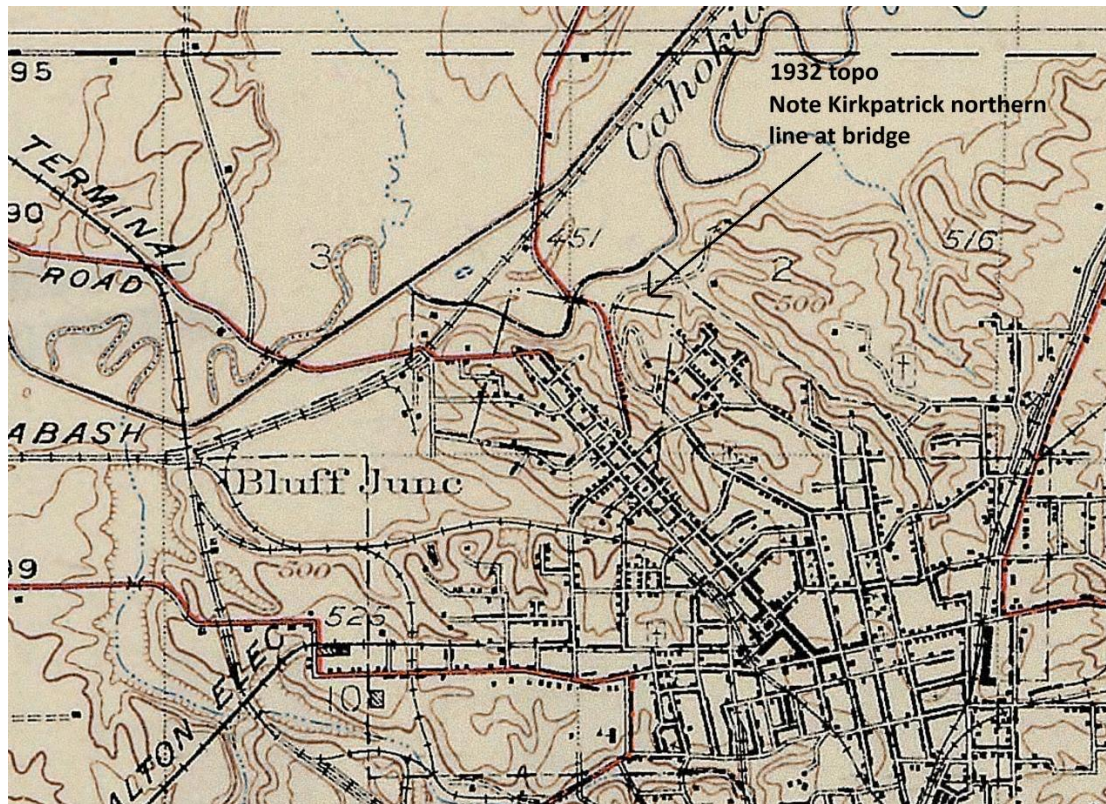 95
1932 topo
Note Kirkpatrick northern
line at bridge
Cahokia
TERMINAL
ROAD
90
451
516
3
2
500
ABASH
Bluff Junc
99
500
526
ALTON ELEC
10